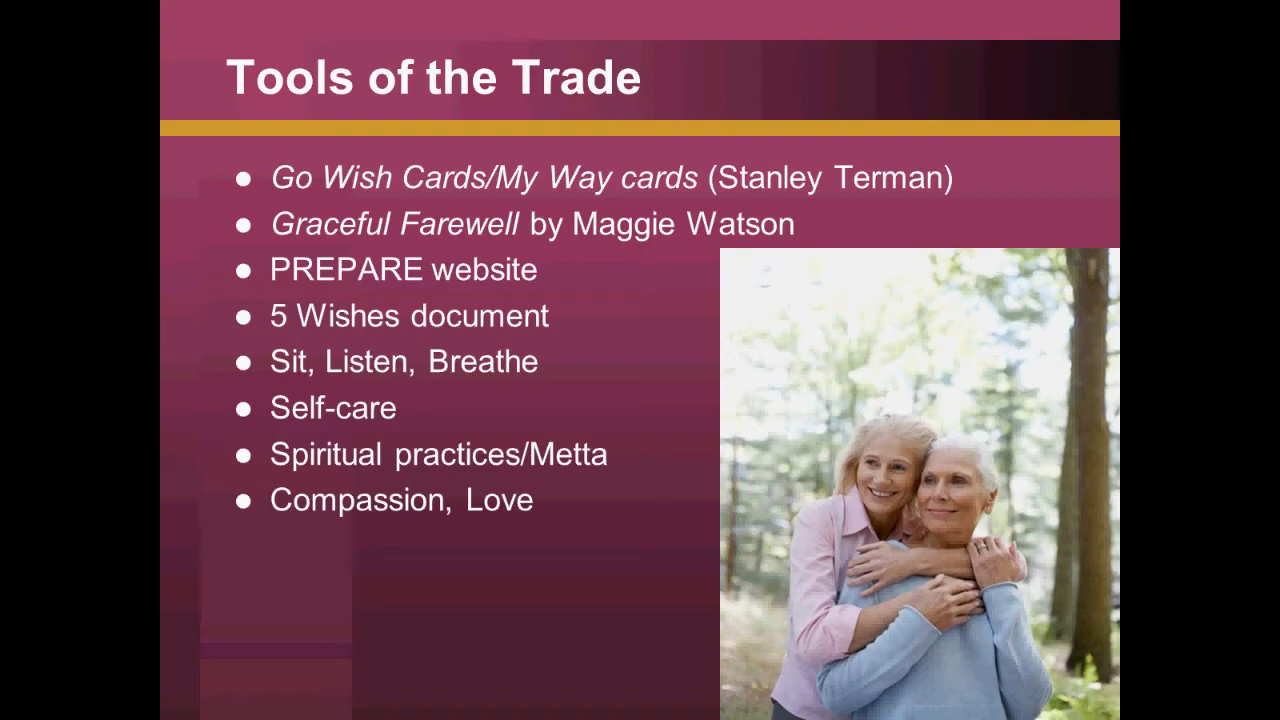 Tools of the Trade
● Go Wish Cards/My Way cards (Stanley Terman)
● Graceful Farewell by Maggie Watson
● PREPARE website
● 5 Wishes document
● Sit, Listen, Breathe
● Self-care
● Spiritual practices/Metta
● Compassion, Love